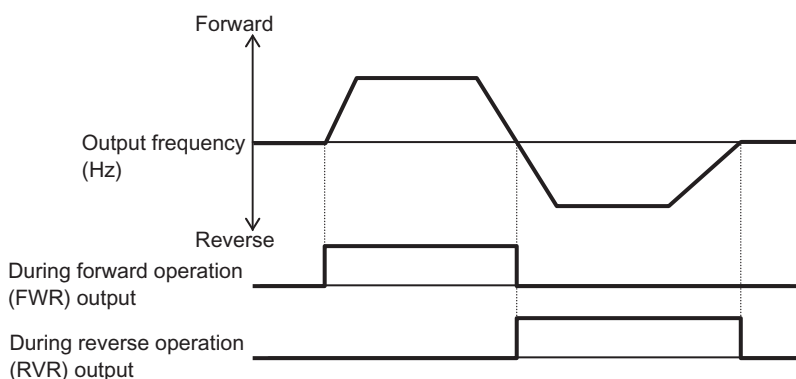 Forward
Output frequency
(Hz)
Reverse
During forward operation
(FWR) output
During reverse operation
(RVR) output